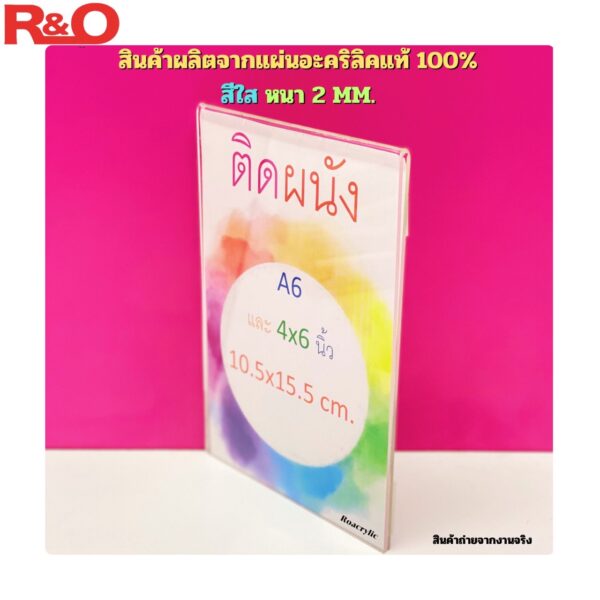 R&O
สินค้าผลิตจากแผ่นอะคริลิคแท้ 100%
สีใส หนา 2 MM.
ติดผนัง
A6
และ 4x6 นิ้ว
10.5x15.5 cm.
Roacrylic
สินค้าถ่ายจากงานจริง